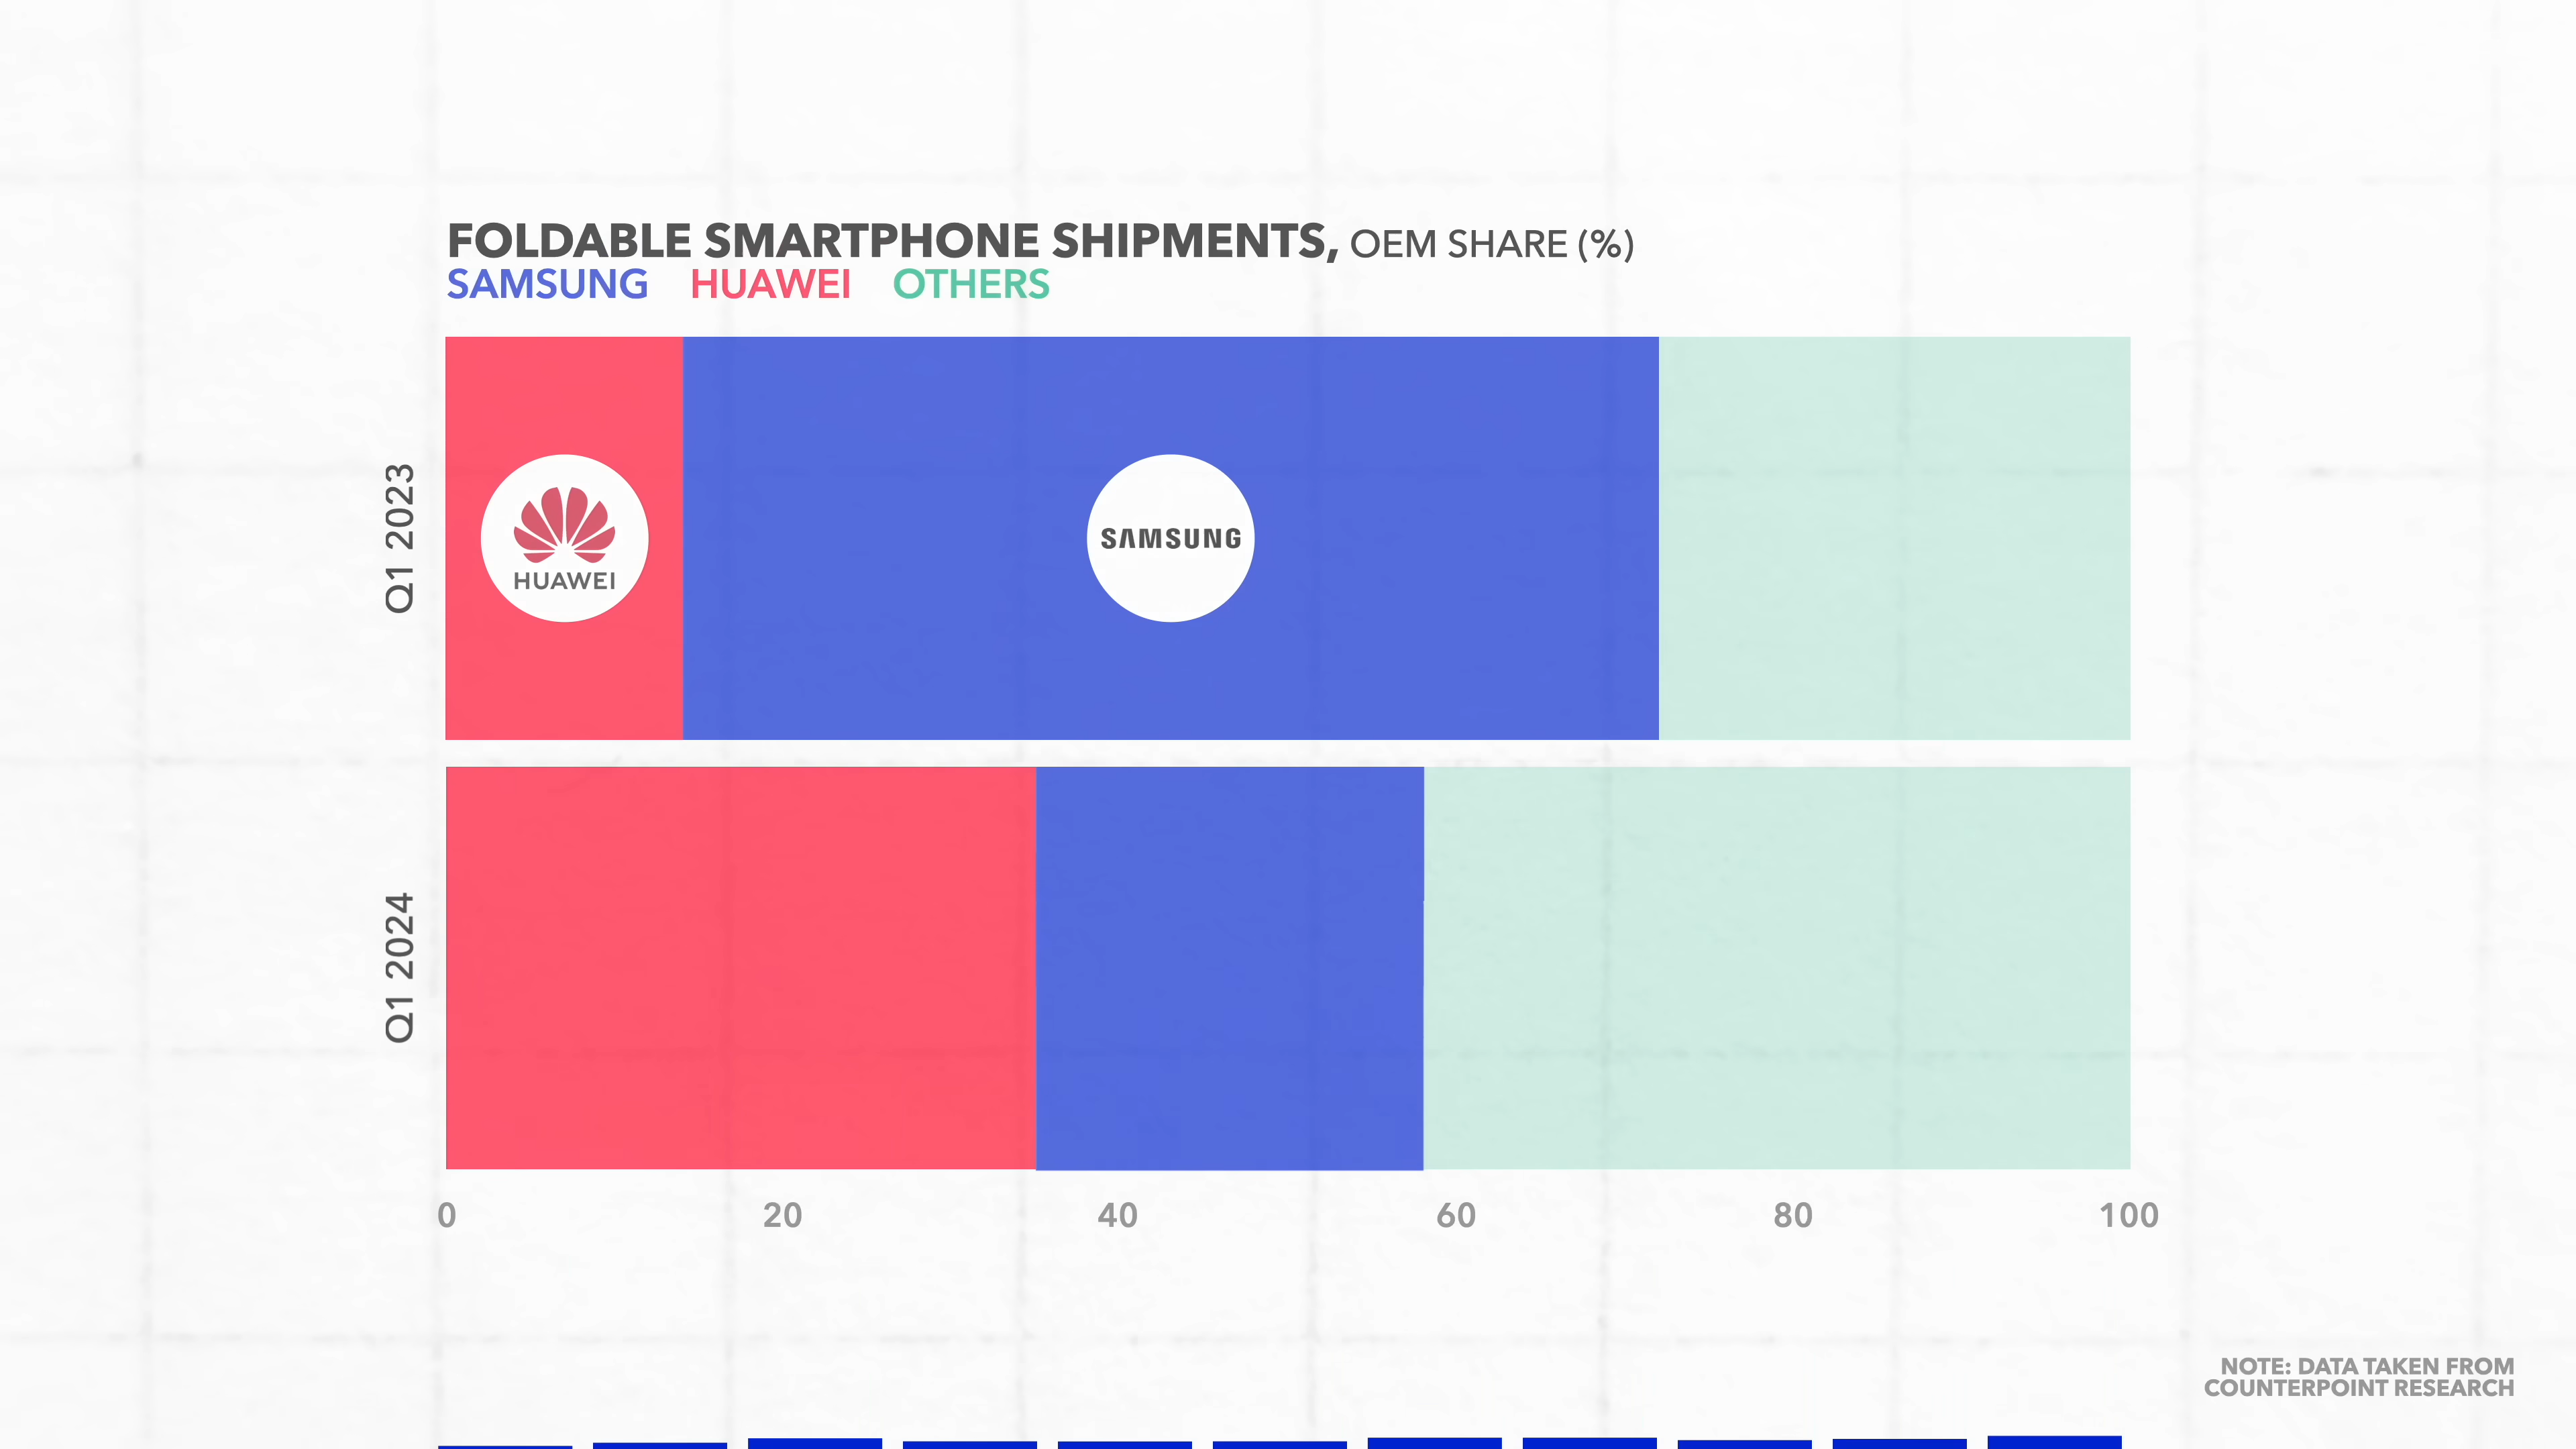 FOLDABLE SMARTPHONE SHIPMENTS, OEM SHARE (%)
SAMSUNG HUAWEI OTHERS
Q1 2023
HUAWEI
SAMSUNG
Q1 2024
0 20 40 60 80 100
NOTE: DATA TAKEN FROM
COUNTERPOINT RESEARCH